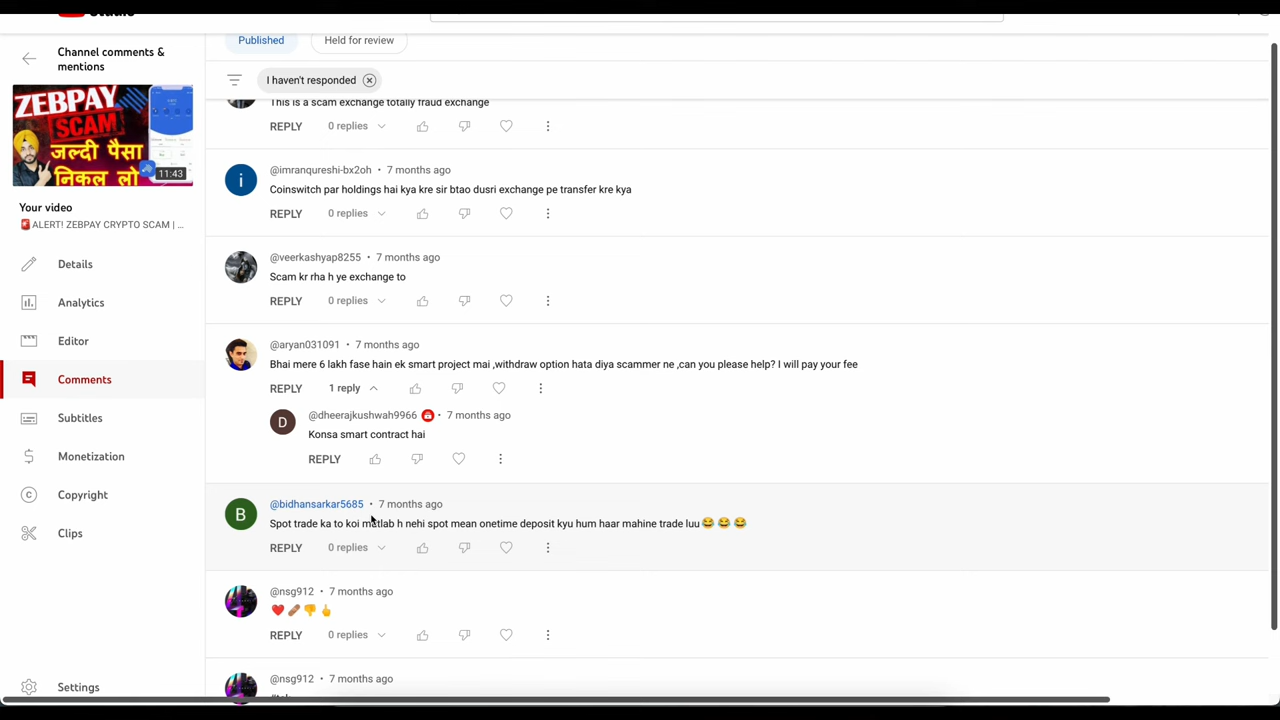 Channel comments &
mentions
ZEBPAY
SCAM
जल्दी पैसा
निकल लो
11:43
Your video
🚨ALERT! ZEBPAY CRYPTO SCAM | ...
Details
Analytics
Editor
Comments
Subtitles
Monetization
Copyright
Clips
Settings
Published
Held for review
I haven't responded
This is a scam exchange totally fraud exchange
REPLY 0 replies
@imranqureshi-bx2oh • 7 months ago
Coinswitch par holdings hai kya kre sir btao dusri exchange pe transfer kre kya
REPLY 0 replies
@veerkashyap8255 • 7 months ago
Scam kr rha h ye exchange to
REPLY 0 replies
@aryan031091 • 7 months ago
Bhai mere 6 lakh fase hain ek smart project mai ,withdraw option hata diya scammer ne ,can you please help? I will pay your fee
REPLY 1 reply
@dheerajkushwah9966 • 7 months ago
Konsa smart contract hai
REPLY
@bidhansarkar5685 • 7 months ago
Spot trade ka to koi matlab h nehi spot mean onetime deposit kyu hum haar mahine trade luu😂😂😂
REPLY 0 replies
@nsg912 • 7 months ago
❤️🩹👎👆
REPLY 0 replies
@nsg912 • 7 months ago